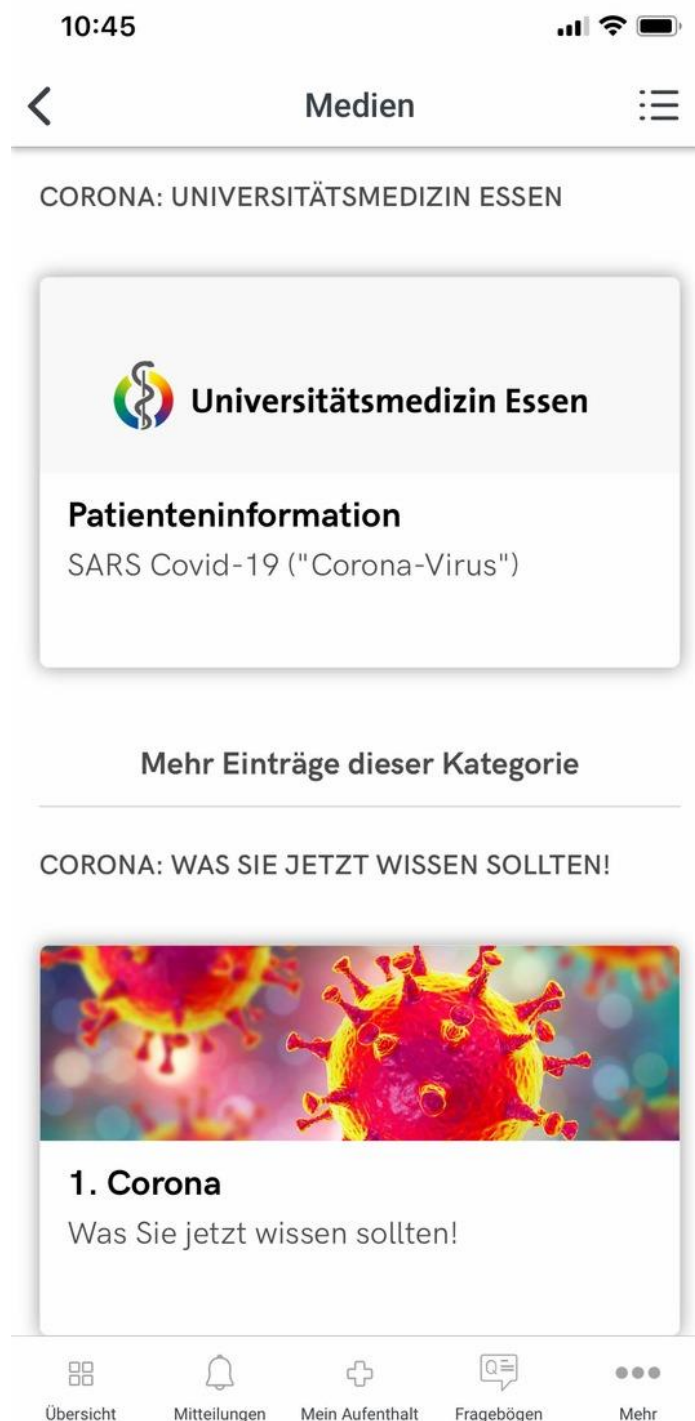 10:45
Medien
CORONA: UNIVERSITÄTSMEDIZIN ESSEN
Universitätsmedizin Essen
Patienteninformation
SARS Covid-19 ("Corona-Virus")
Mehr Einträge dieser Kategorie
CORONA: WAS SIE JETZT WISSEN SOLLTEN!
1. Corona
Was Sie jetzt wissen sollten!
Übersicht Mitteilungen Mein Aufenthalt Fragebögen Mehr